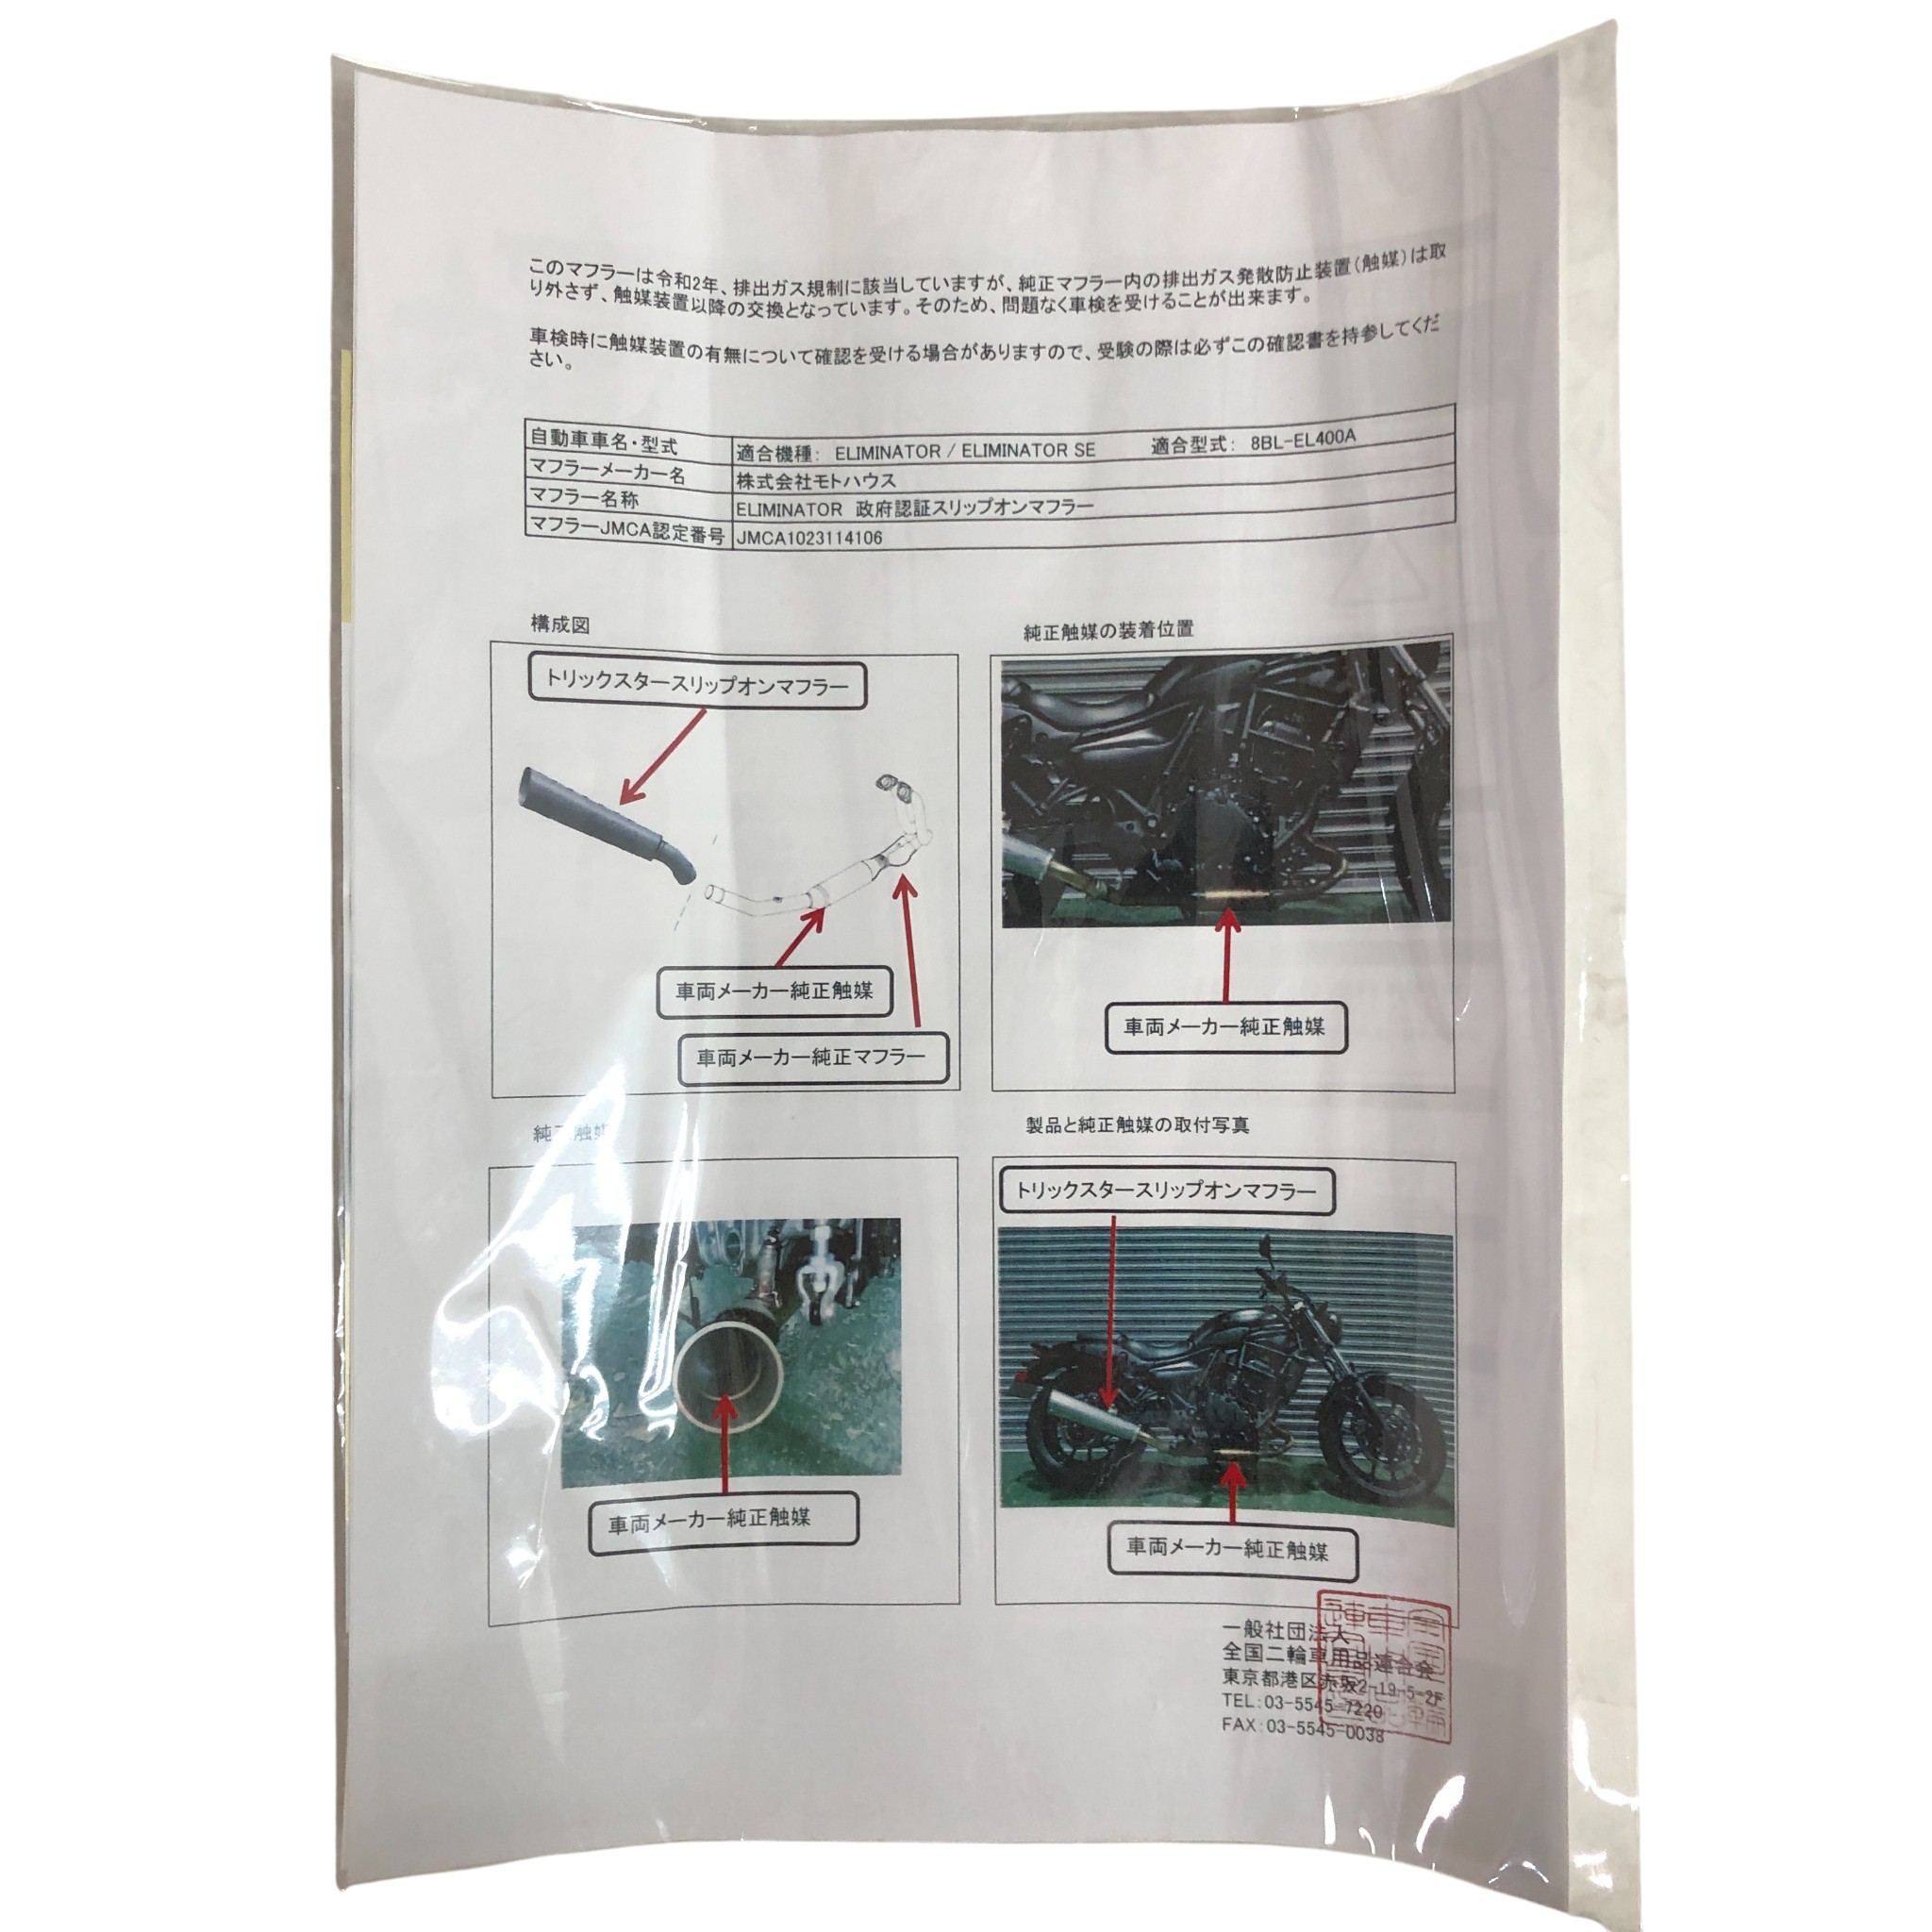 このマフラーは令和2年、排出ガス規制に該当していますが、純正マフラー内の排出ガス発散防止装置(触媒)は取
り外さず、触媒装置以降の交換となっています。そのため、問題なく車検を受けることが出来ます。
車検時に触媒装置の有無について確認を受ける場合がありますので、受験の際は必ずこの確認書を持参してくだ
さい。
自動車車名・型式 適合機種: ELIMINATOR / ELIMINATOR SE 適合型式: 8BL-EL400A
マフラーメーカー名 株式会社モトハウス
マフラー名称 ELIMINATOR 政府認証スリップオンマフラー
マフラーJMCA認定番号 JMCA1023114106
構成図
トリックスタースリップオンマフラー
車両メーカー純正触媒
車両メーカー純正マフラー
純正触媒の装着位置
車両メーカー純正触媒
純正触媒
車両メーカー純正触媒
製品と純正触媒の取付写真
トリックスタースリップオンマフラー
車両メーカー純正触媒
一般社団法人
全国二輪車用品連合会
東京都港区赤坂2-19-5-2F
TEL:03-5545-7220
FAX:03-5545-0038